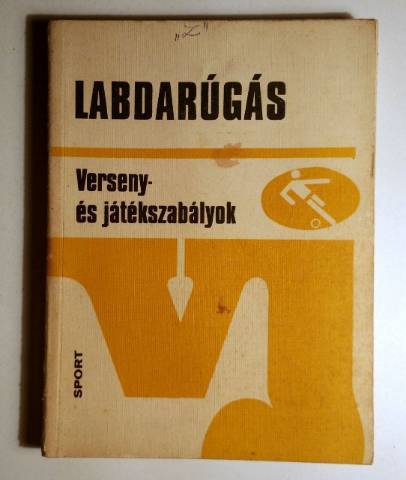 „Z”
LABDARÚGÁS
Verseny-
és játékszabályok
SPORT